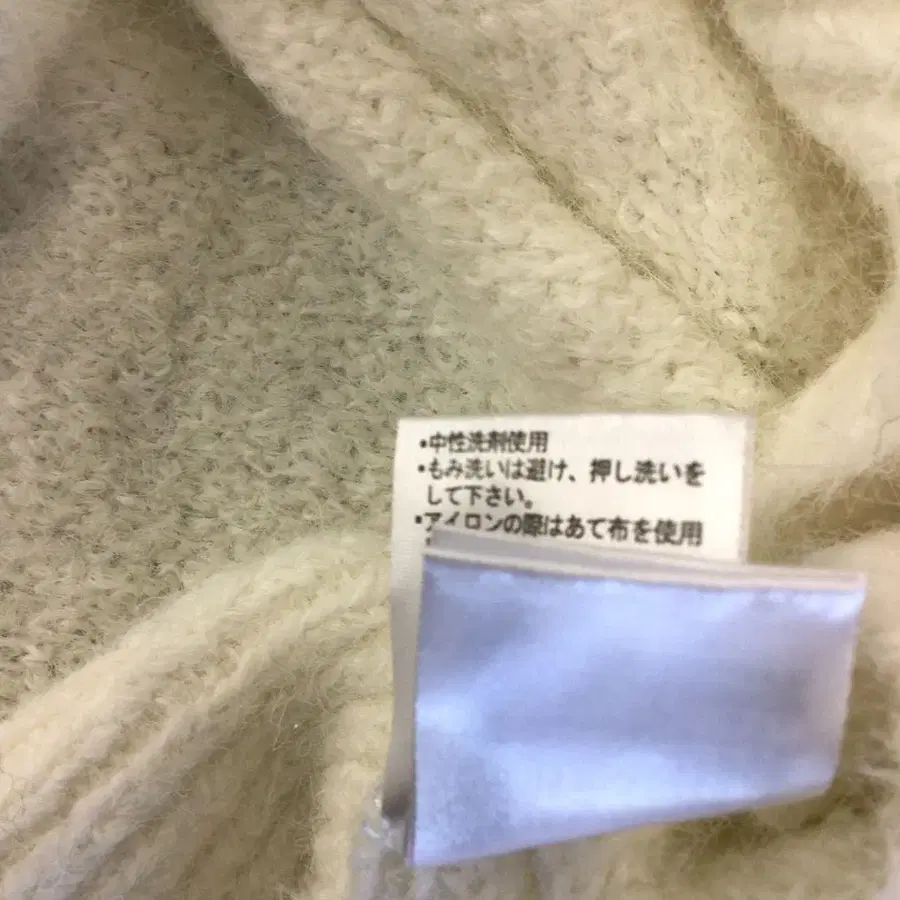 ・中性洗剤使用
・もみ洗いは避け、押し洗いを
して下さい。
・アイロンの際はあて布を使用